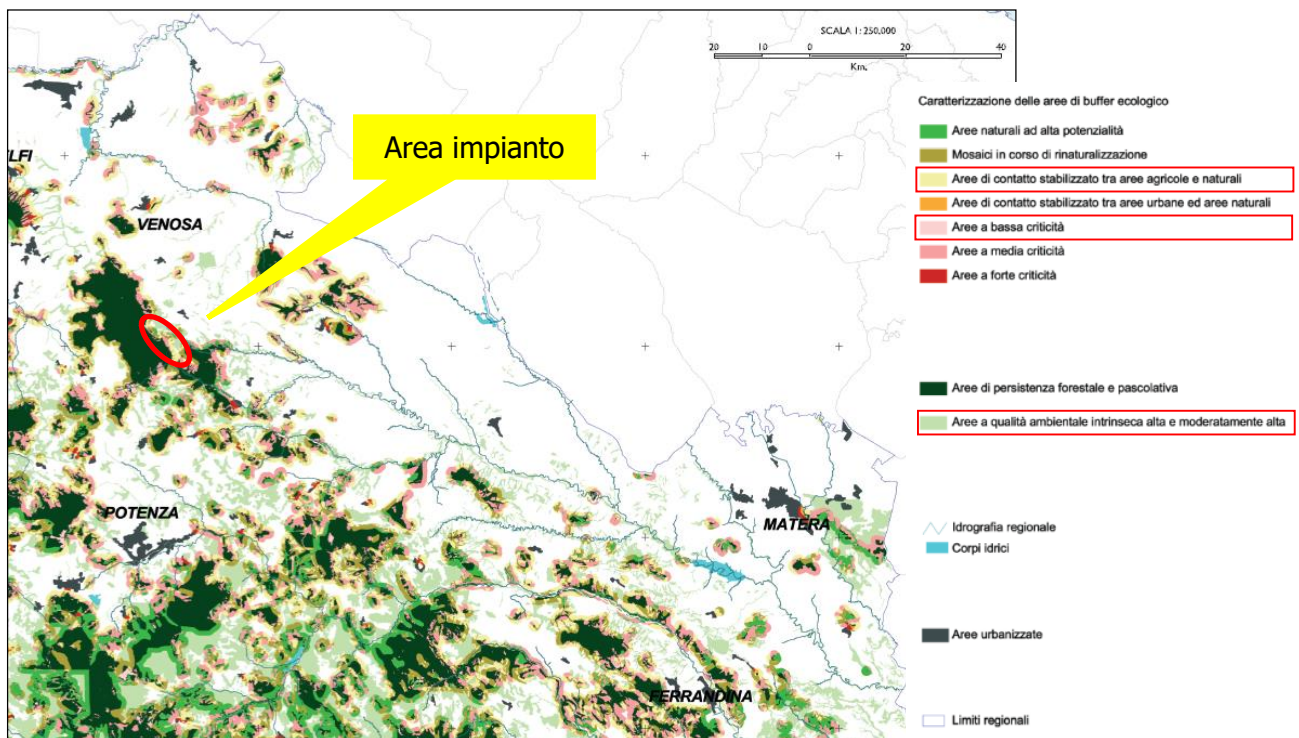 SCALA 1: 250.000
20 10 0 20 40
Km.
Caratterizzazione delle aree di buffer ecologico
Aree naturali ad alta potenzialità
Mosaici in corso di rinaturalizzazione
Aree di contatto stabilizzato tra aree agricole e naturali
Aree di contatto stabilizzato tra aree urbane ed aree naturali
Aree a bassa criticità
Aree a media criticità
Aree a forte criticità
Aree di persistenza forestale e pascolativa
Aree a qualità ambientale intrinseca alta e moderatamente alta
Idrografia regionale
Corpi idrici
Aree urbanizzate
Limiti regionali
Area impianto
ELFI
VENOSA
POTENZA
MATERA
FERRANDINA